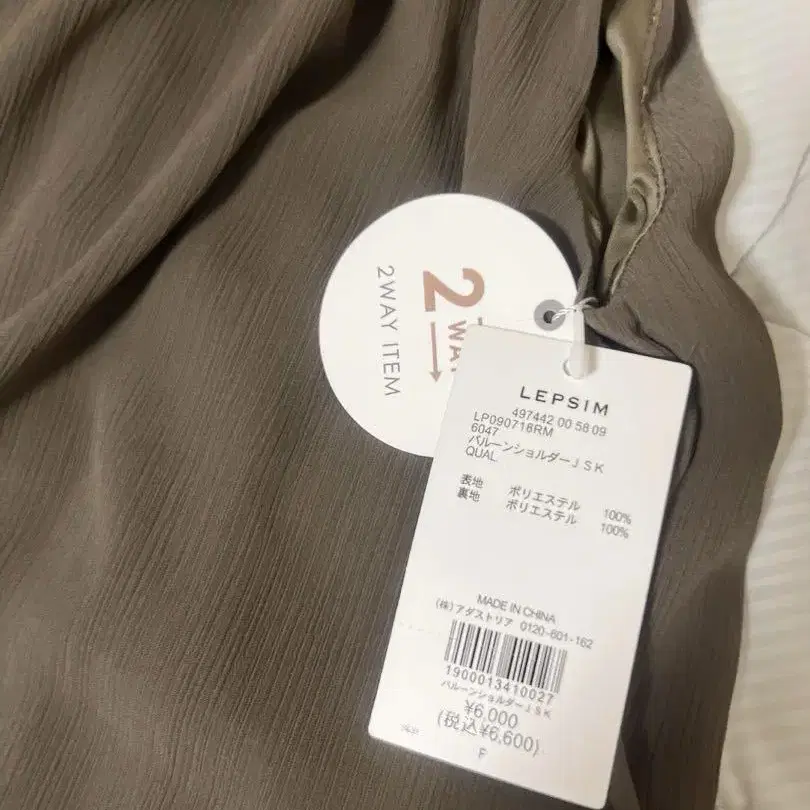 2
WA
2WAY ITEM
LEPSIM
497442 00 58 09
LP090718RM
6047
バルーンショルダーJSK
QUAL
表地 ポリエステル 100%
裏地 ポリエステル 100%
MADE IN CHINA
(株)アダストリア 0120-601-162
1900013410027
バルーンショルダーJSK
¥6,000
(税込¥6,600)
F